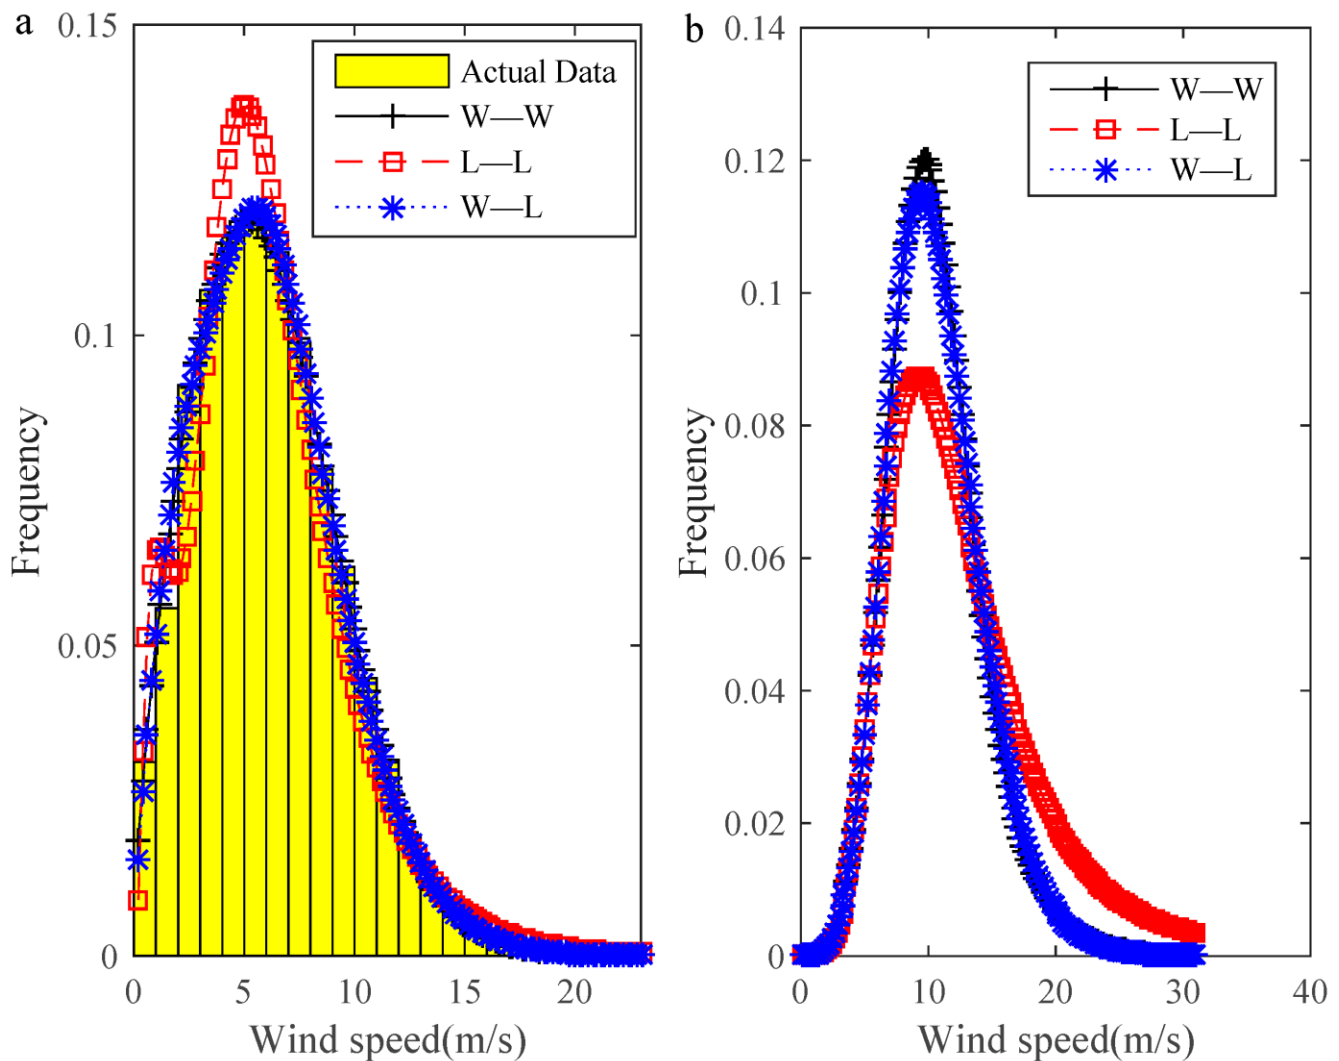 a
0.15
0.1
0.05
0
Frequency
0
5
10
15
20
Wind speed(m/s)
Actual Data
W—W
L—L
W—L
b
0.14
0.12
0.1
0.08
0.06
0.04
0.02
0
Frequency
0
10
20
30
40
Wind speed(m/s)
W—W
L—L
W—L